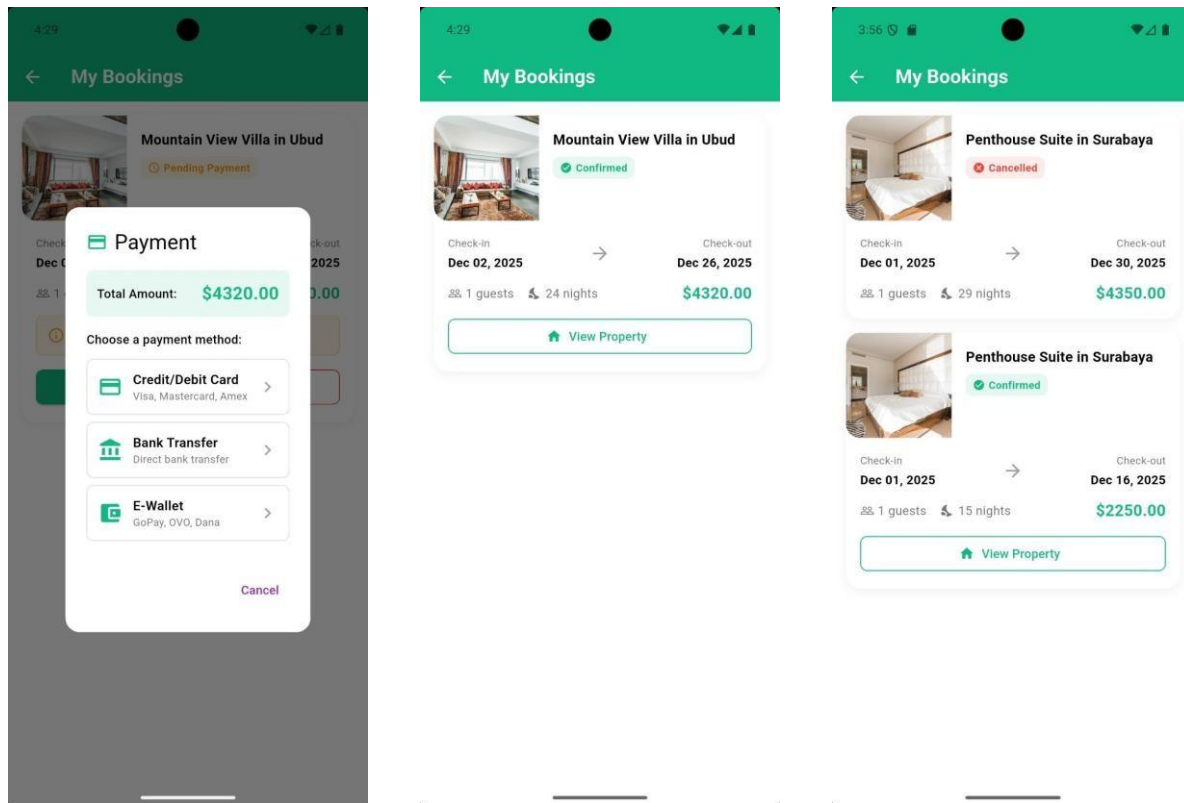 4:29
My Bookings
Mountain View Villa in Ubud
Pending Payment
Payment
Total Amount: $4320.00
Choose a payment method:
Credit/Debit Card
Visa, Mastercard, Amex
Bank Transfer
Direct bank transfer
E-Wallet
GoPay, OVO, Dana
Cancel
4:29
My Bookings
Mountain View Villa in Ubud
Confirmed
Check-in Check-out
Dec 02, 2025 Dec 26, 2025
1 guests 24 nights $4320.00
View Property
3:56
My Bookings
Penthouse Suite in Surabaya
Cancelled
Check-in Check-out
Dec 01, 2025 Dec 30, 2025
1 guests 29 nights $4350.00
Penthouse Suite in Surabaya
Confirmed
Check-in Check-out
Dec 01, 2025 Dec 16, 2025
1 guests 15 nights $2250.00
View Property